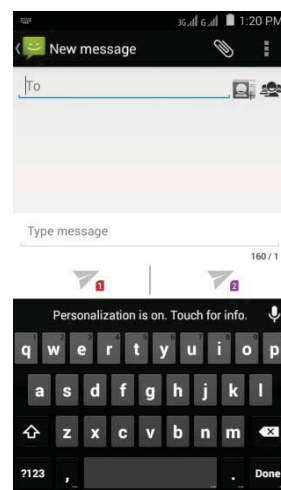 3G G 1:20 PM
New message
To
Type message
160 / 1
1 2
Personalization is on. Touch for info.
q w e r t y u i o p
a s d f g h j k l
z x c v b n m
?123 , . Done